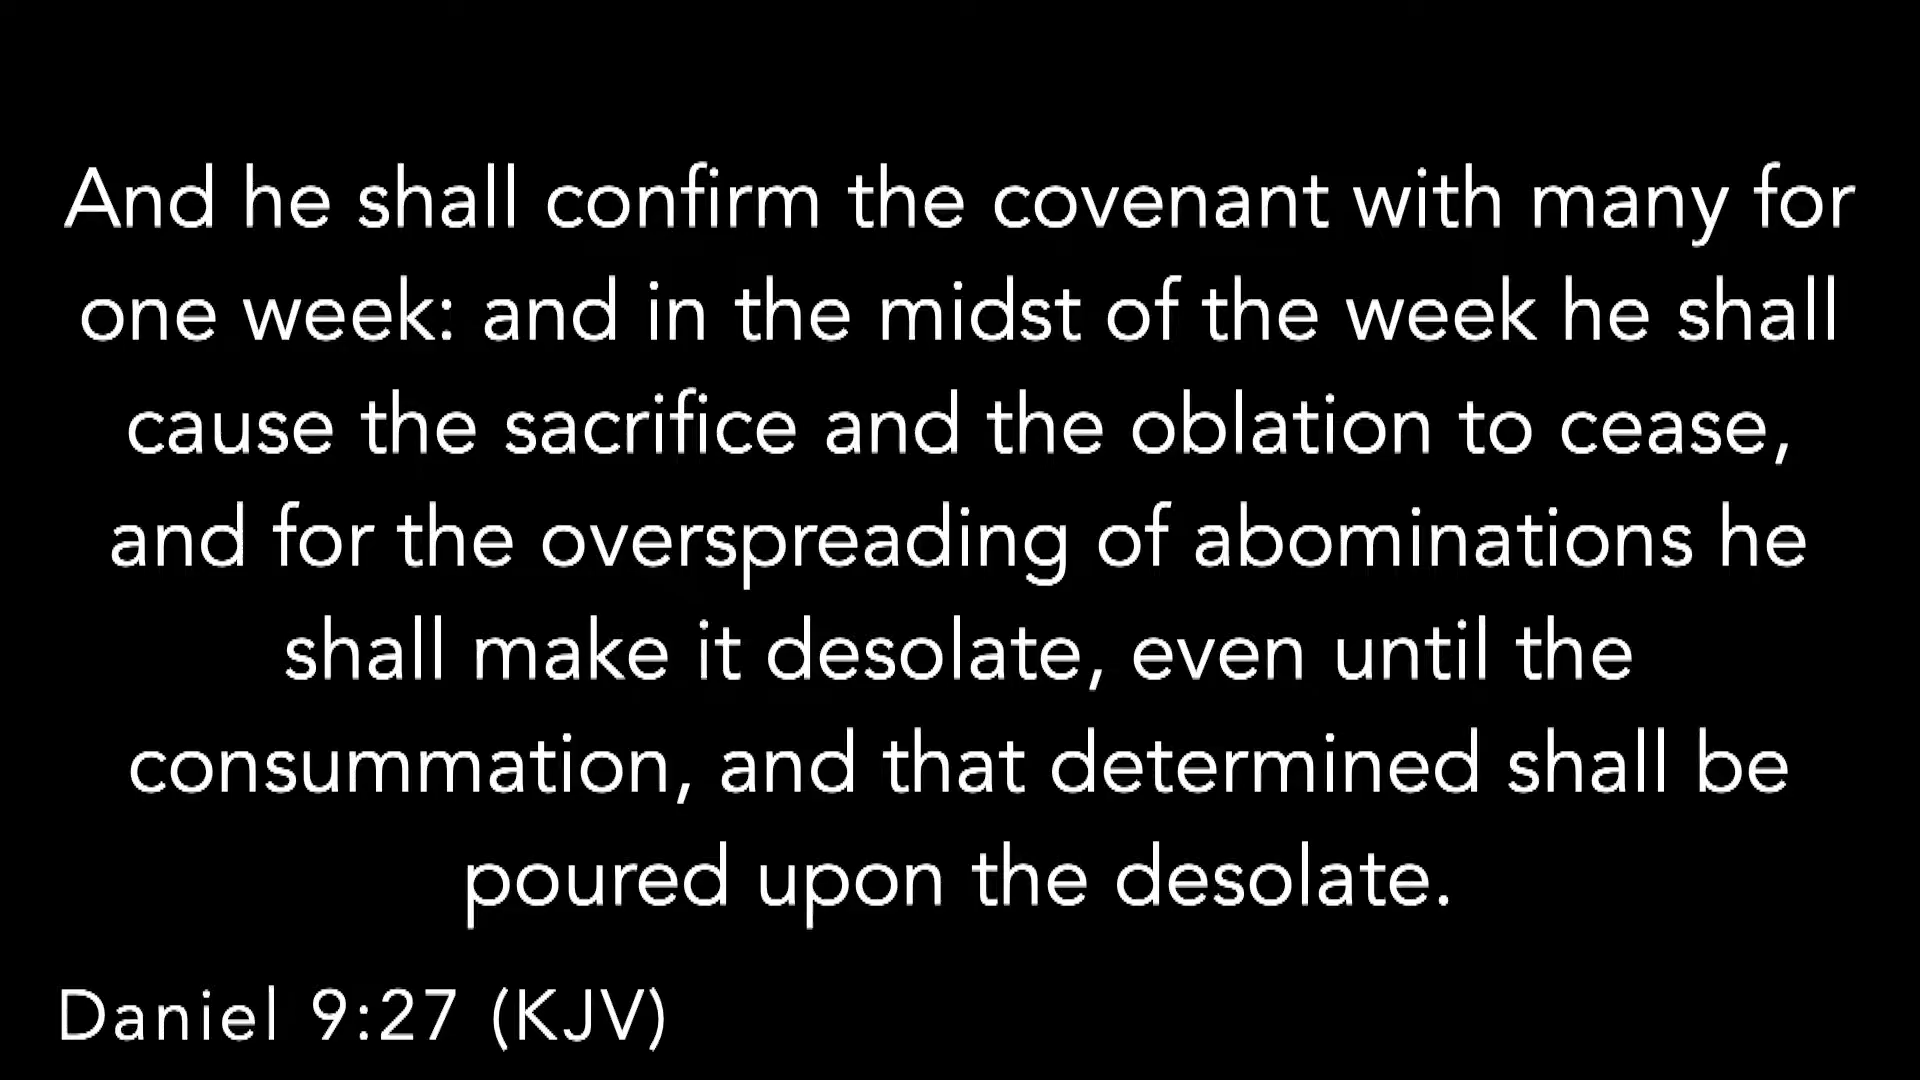 And he shall confirm the covenant with many for
one week: and in the midst of the week he shall
cause the sacrifice and the oblation to cease,
and for the overspreading of abominations he
shall make it desolate, even until the
consummation, and that determined shall be
poured upon the desolate.
Daniel 9:27 (KJV)